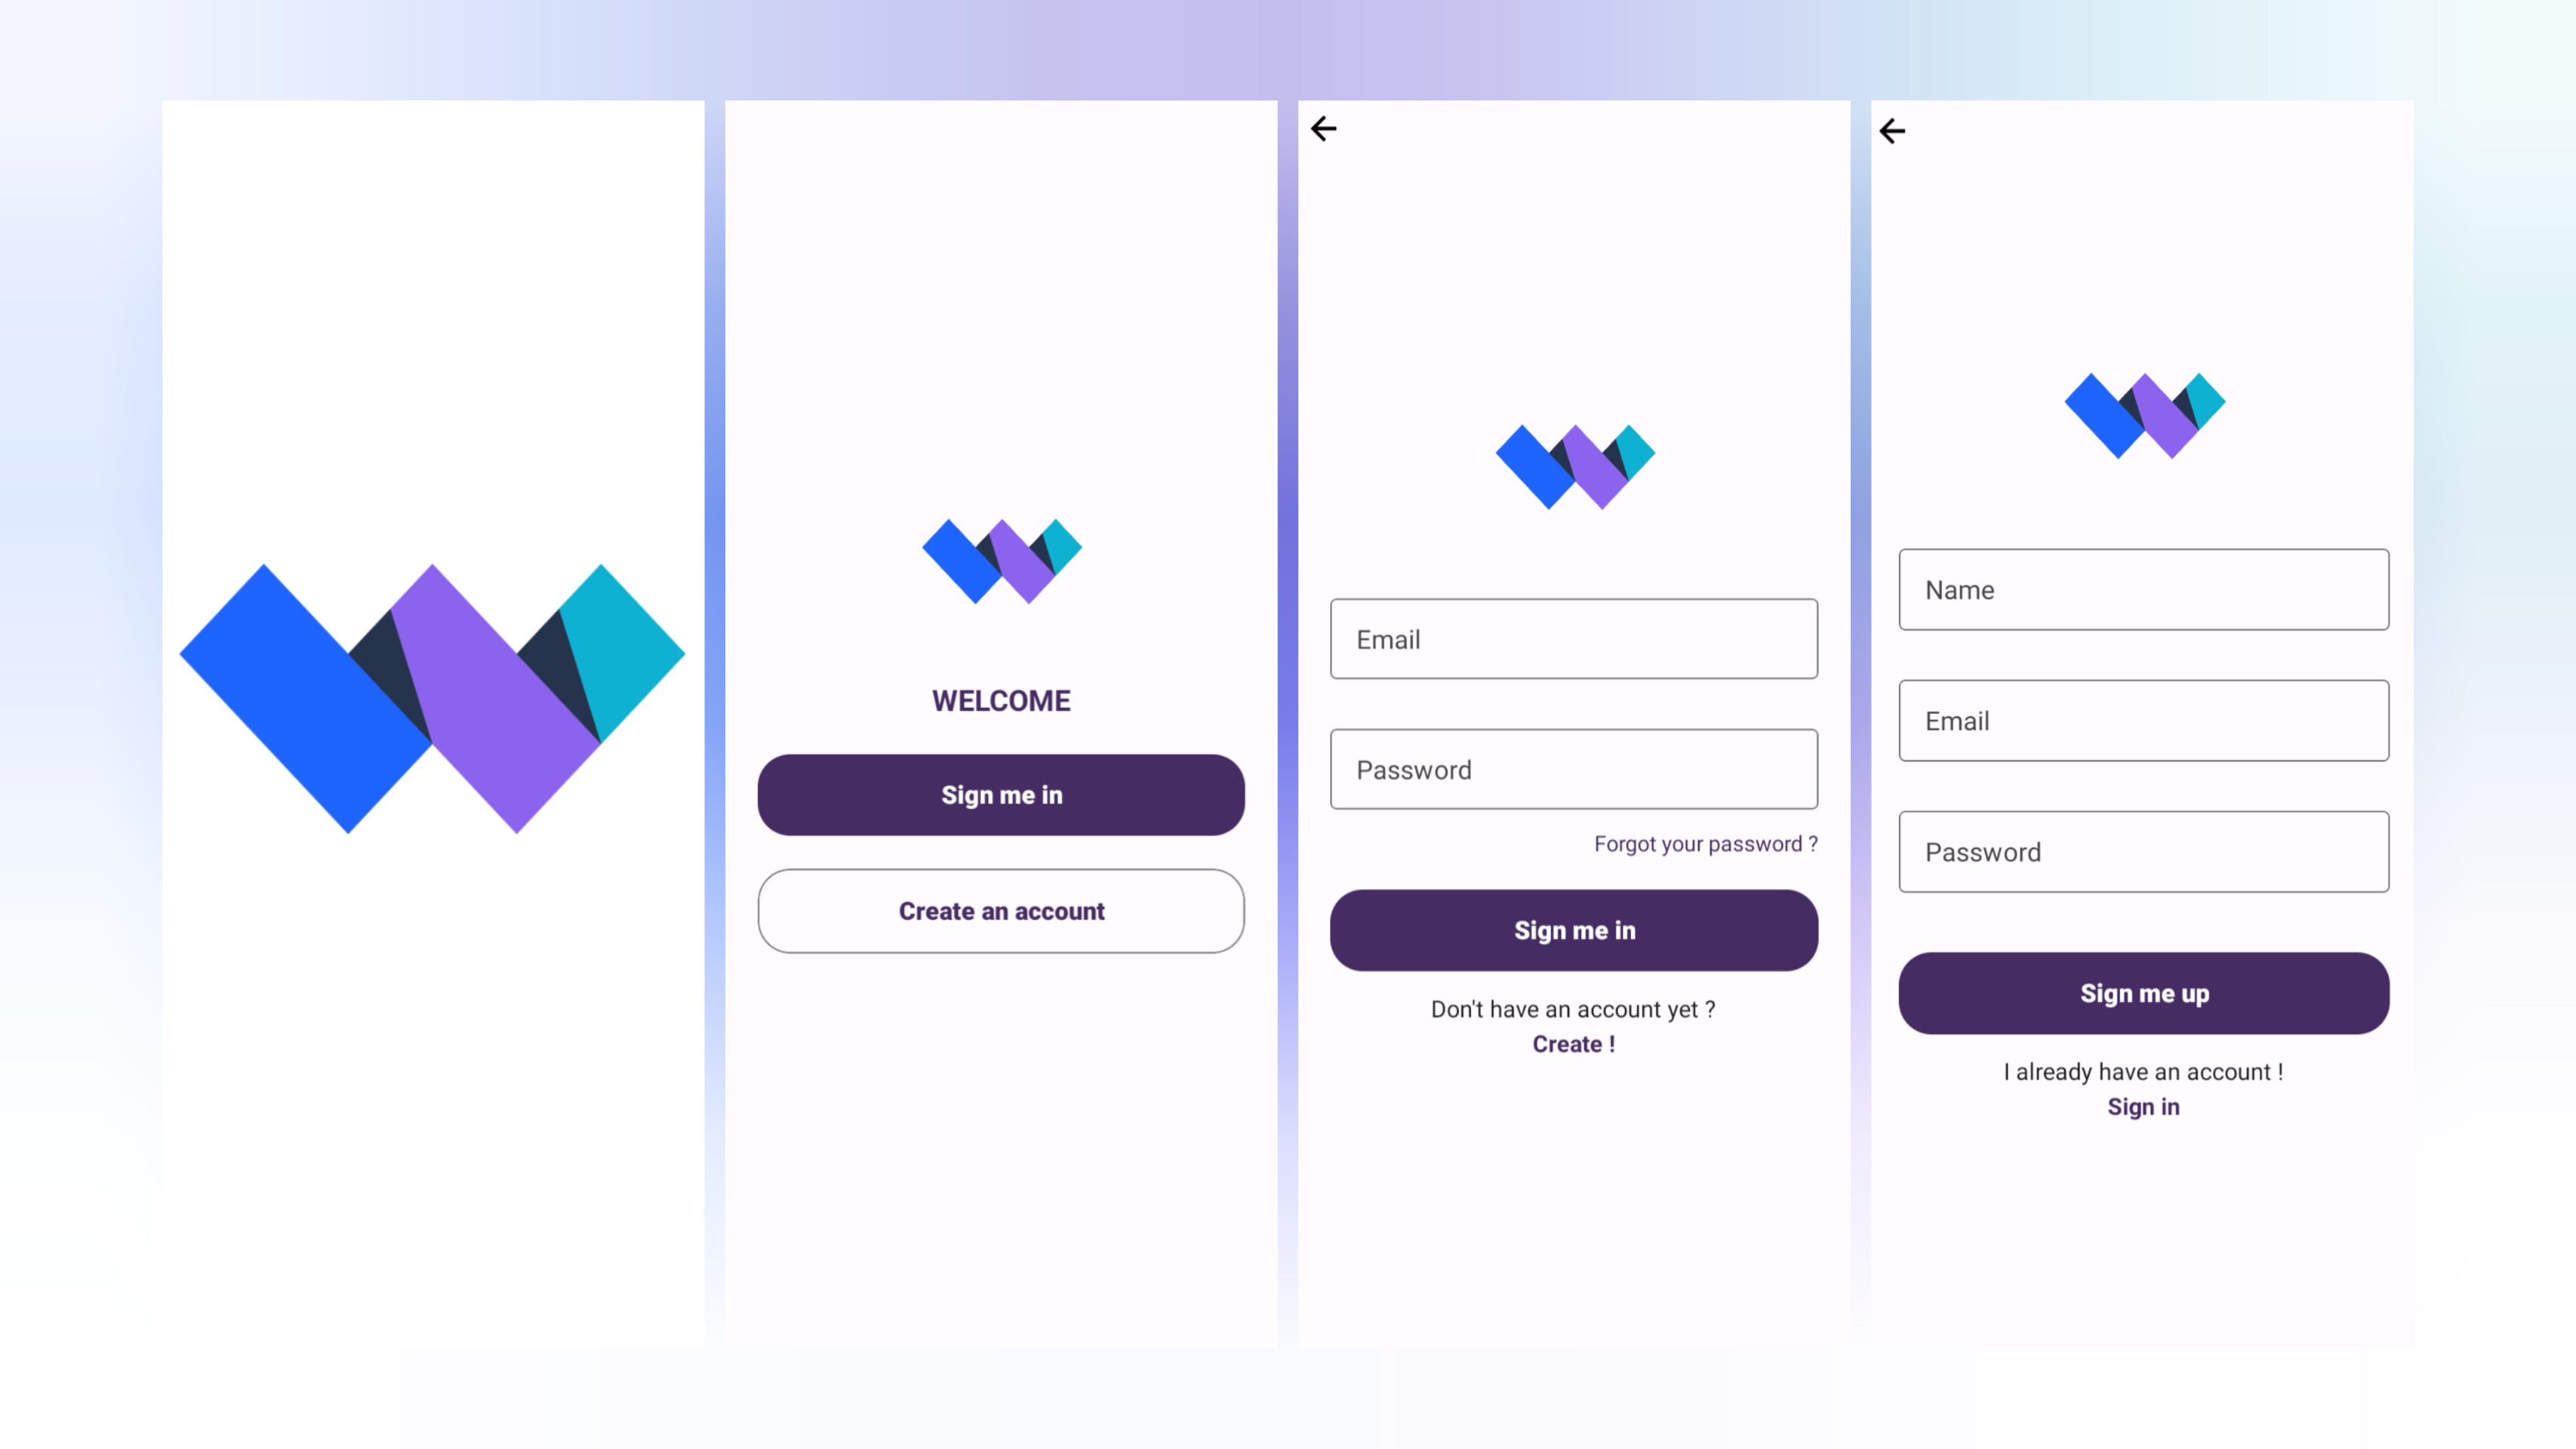 WELCOME
Sign me in
Create an account
Email
Password
Forgot your password ?
Sign me in
Don't have an account yet ?
Create !
Name
Email
Password
Sign me up
I already have an account !
Sign in